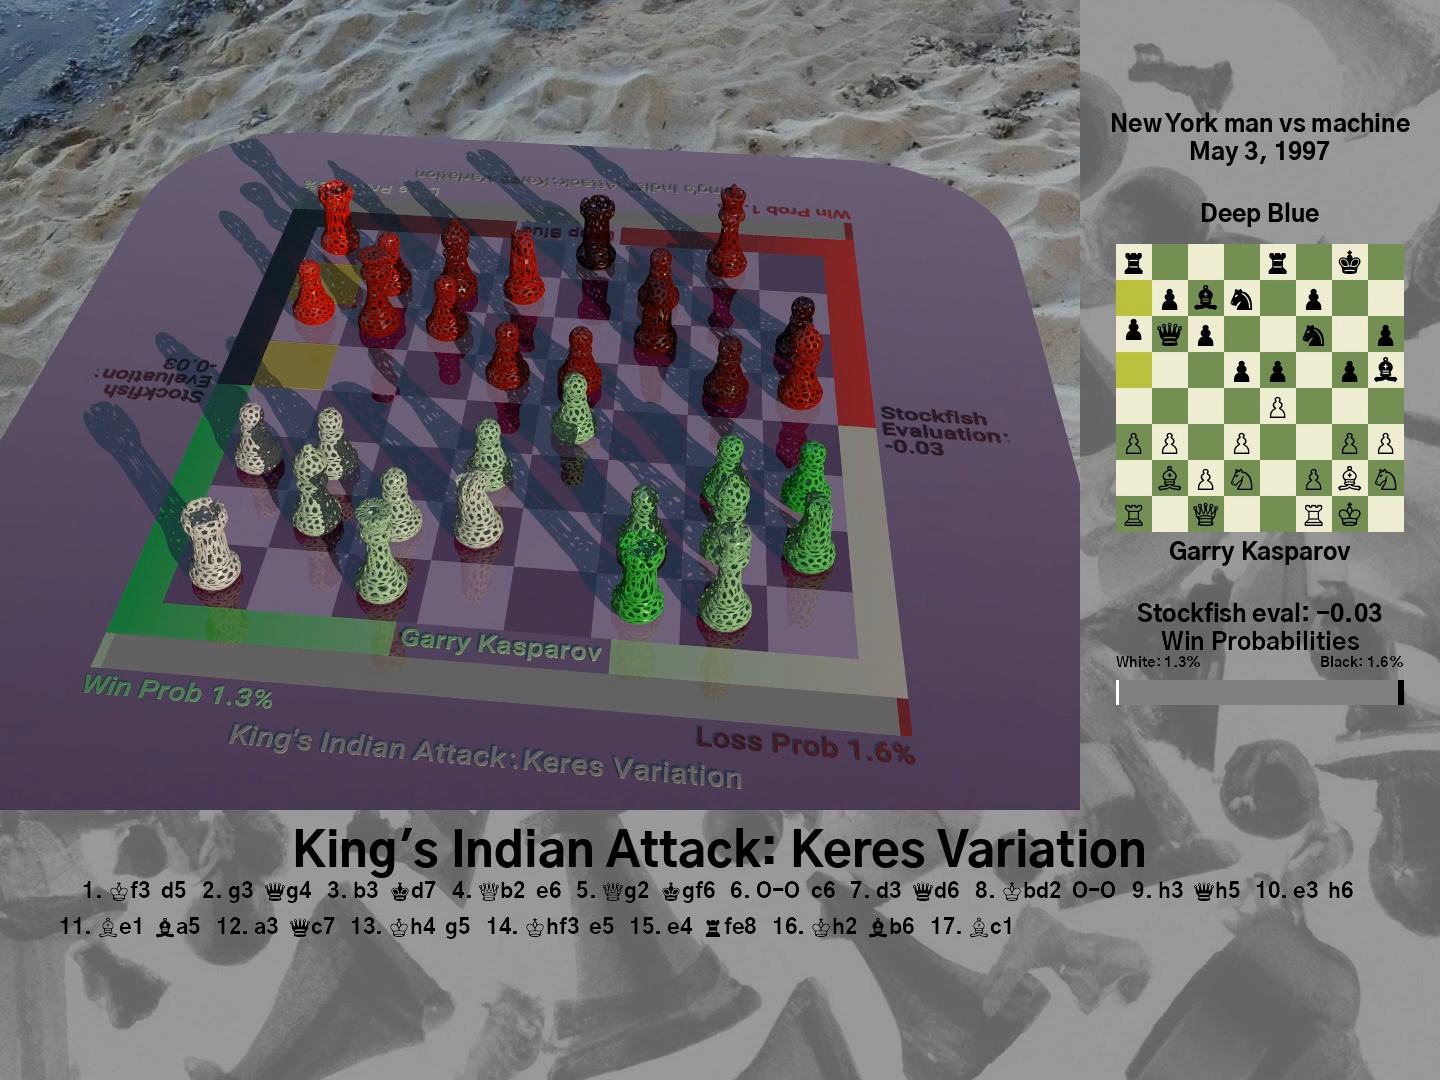 New York man vs machine
May 3, 1997
Deep Blue
Garry Kasparov
Stockfish eval: -0.03
Win Probabilities
White: 1.3% Black: 1.6%
Win Prob 1
Stockfish
Evaluation:
-0.03
Stockfish
Evaluation:
-0.03
Garry Kasparov
Win Prob 1.3%
Loss Prob 1.6%
King's Indian Attack: Keres Variation
King's Indian Attack: Keres Variation
1. ♔f3 d5 2. g3 ♛g4 3. b3 ♚d7 4. ♕b2 e6 5. ♕g2 ♚gf6 6. O-O c6 7. d3 ♛d6 8. ♔bd2 O-O 9. h3 ♛h5 10. e3 h6
11. ♗e1 ♝a5 12. a3 ♛c7 13. ♔h4 g5 14. ♔hf3 e5 15. e4 ♜fe8 16. ♔h2 ♝b6 17. ♗c1